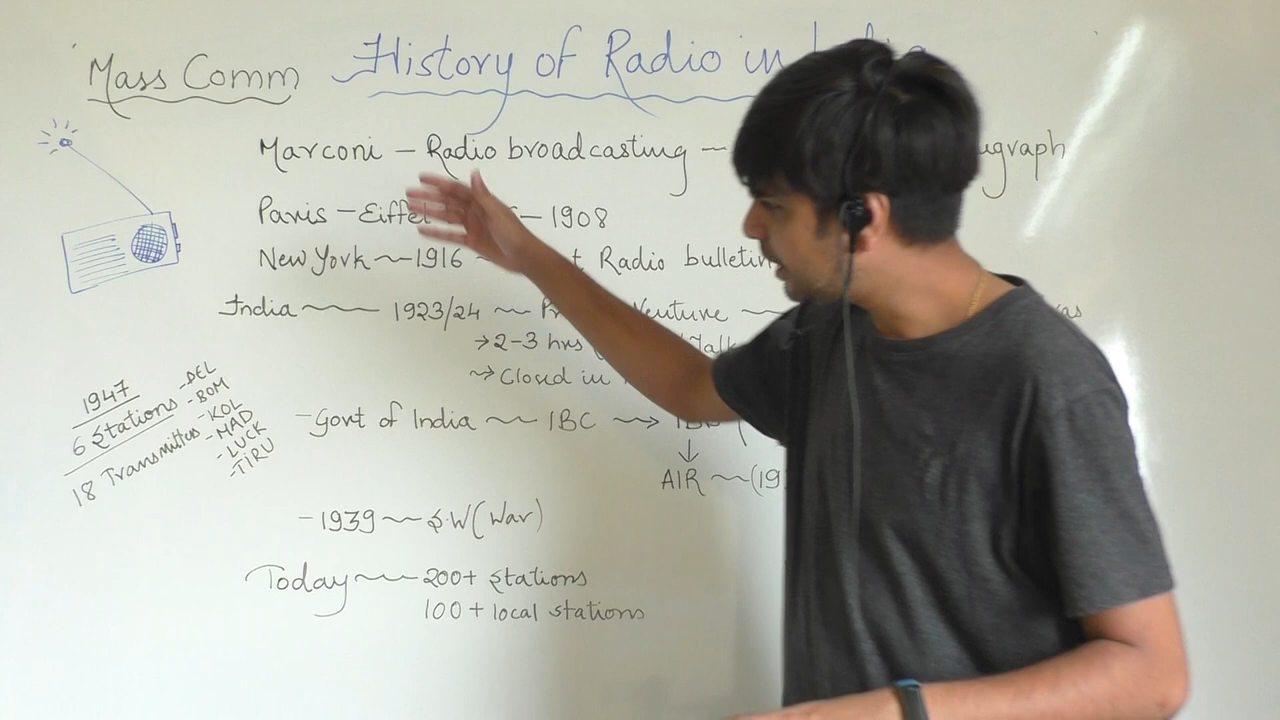 Mass Comm
History of Radio in
Marconi – Radio broadcasting –
Paris – Eiffel – 1908
New York ~ 1916 ~ Radio bulletin
India ~ 1923/24 ~ Venture ~
→ 2-3 hrs
⇝ Closed in
– Govt of India ~ IBC ⇝
↓
AIR ~ (19
– 1939 ~ S.W (War)
Today ~ 200+ Stations
100+ local stations
1947
6 Stations
18 Transmitters
- DEL
- BOM
- KOL
- MAD
- LUCK
- TIRU